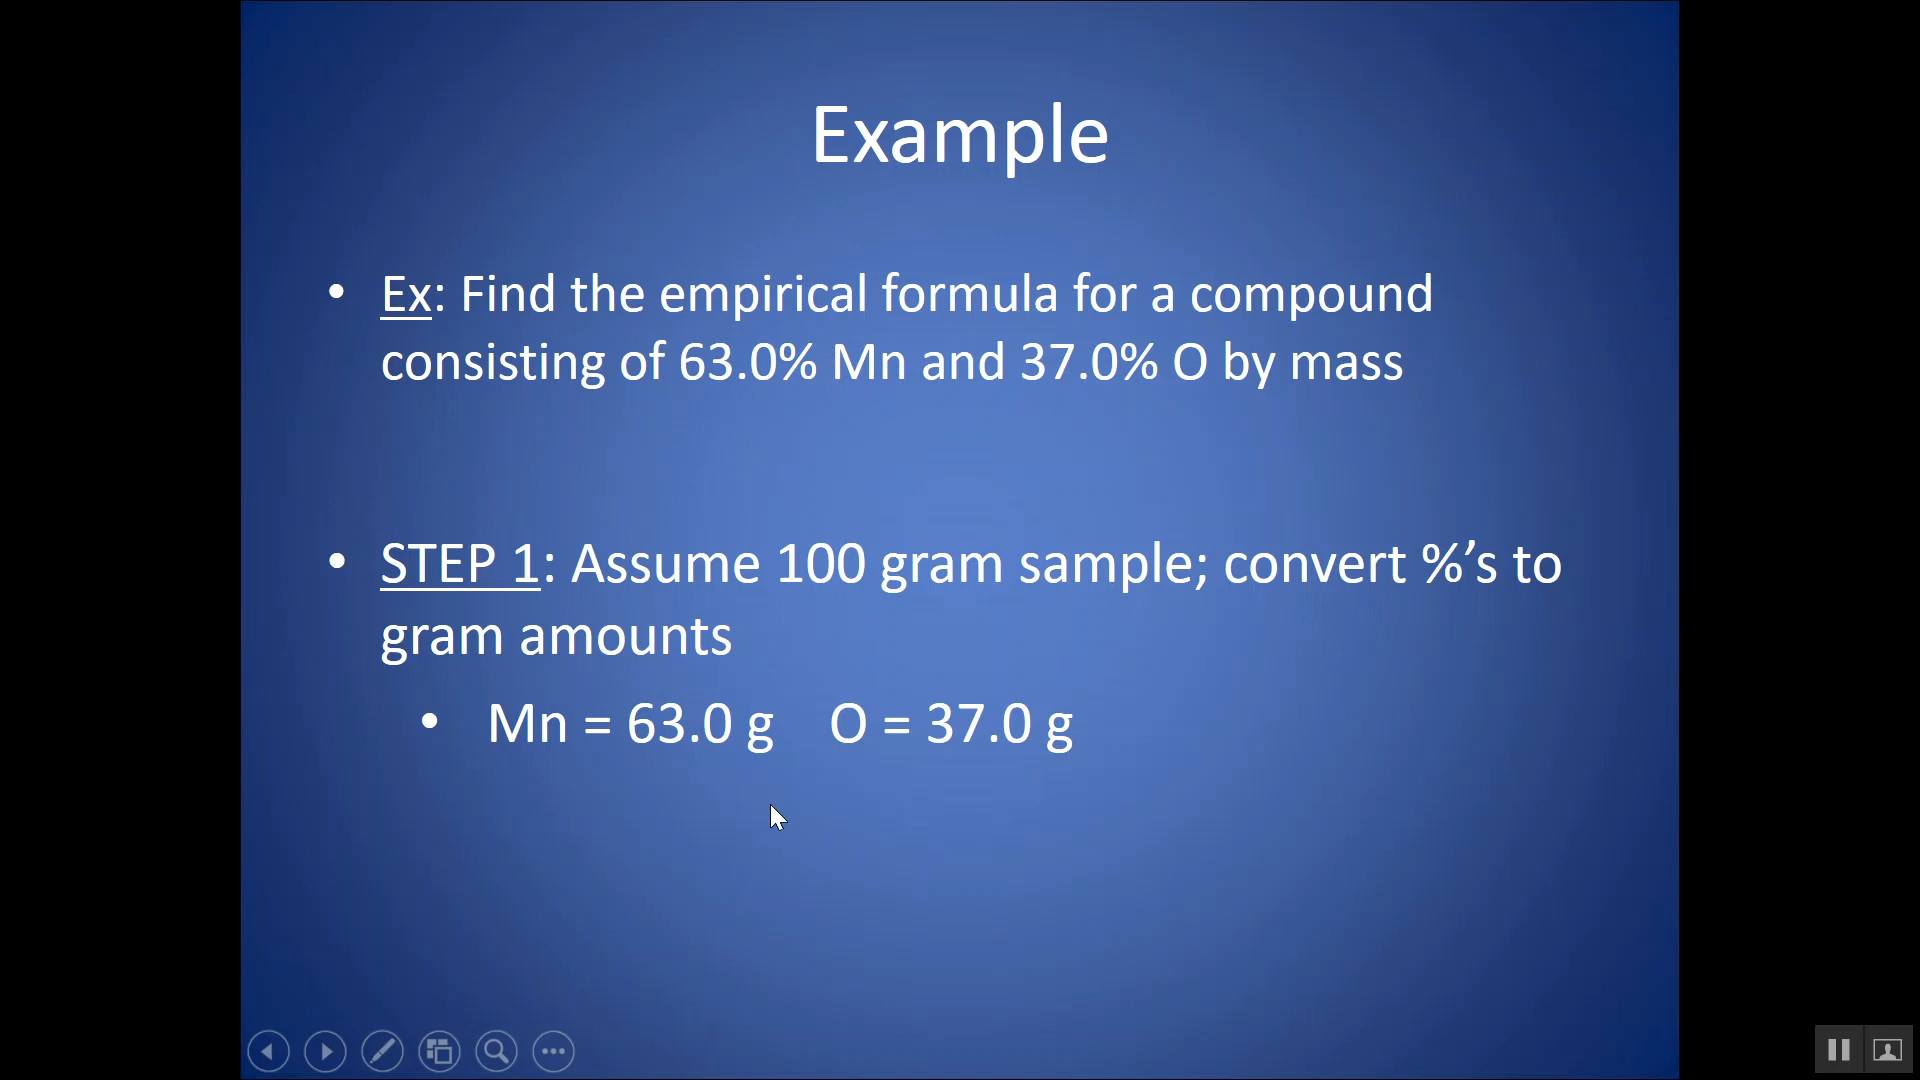 Example
• Ex: Find the empirical formula for a compound
consisting of 63.0% Mn and 37.0% O by mass
• STEP 1: Assume 100 gram sample; convert %’s to
gram amounts
• Mn = 63.0 g O = 37.0 g